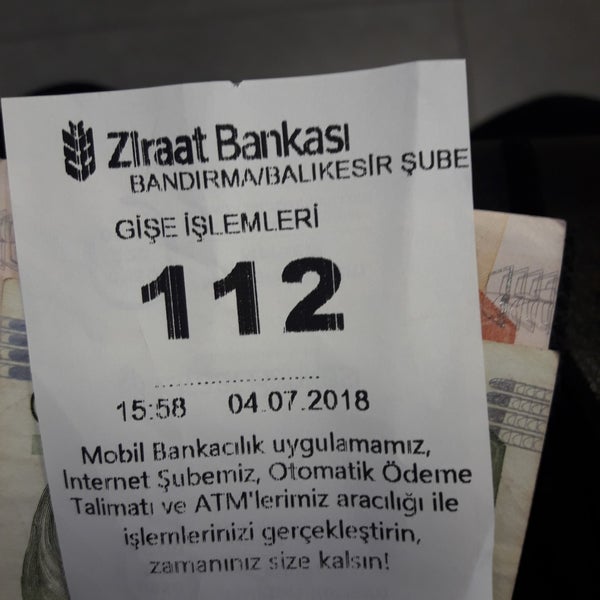 Ziraat Bankası
BANDIRMA/BALIKESİR ŞUBE
GİŞE İŞLEMLERİ
112
15:58 04.07.2018
Mobil Bankacılık uygulamamız,
İnternet Şubemiz, Otomatik Ödeme
Talimatı ve ATM'lerimiz aracılığı ile
işlemlerinizi gerçekleştirin,
zamanınız size kalsın!